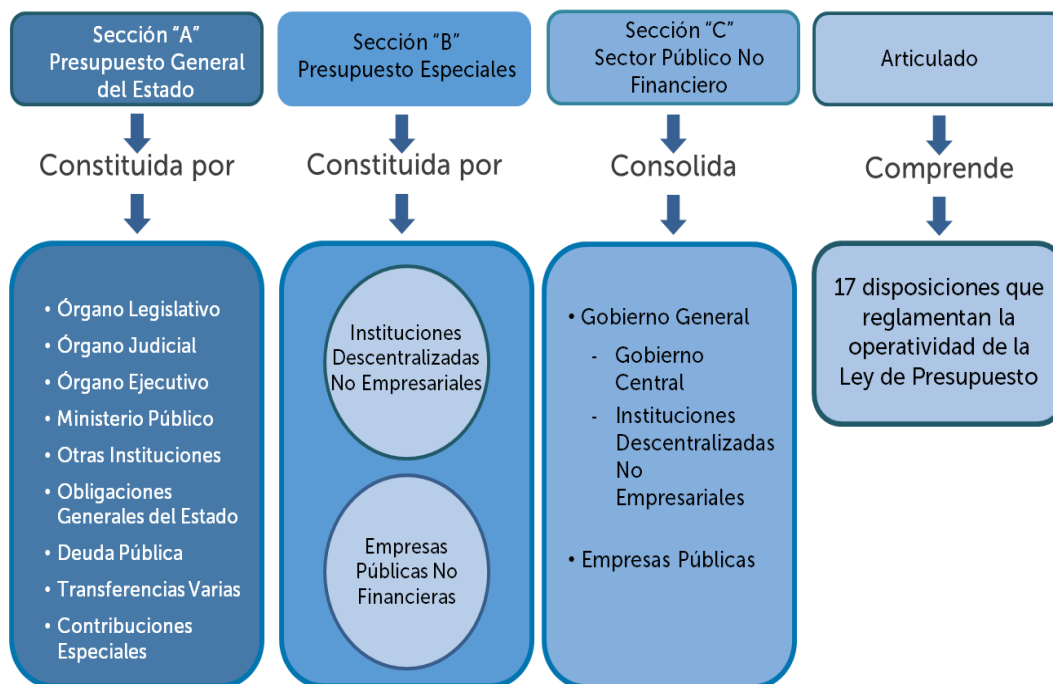 Sección “A”
Presupuesto General
del Estado
Constituida por
• Órgano Legislativo
• Órgano Judicial
• Órgano Ejecutivo
• Ministerio Público
• Otras Instituciones
• Obligaciones
Generales del Estado
• Deuda Pública
• Transferencias Varias
• Contribuciones
Especiales
Sección “B”
Presupuesto Especiales
Constituida por
Instituciones
Descentralizadas
No Empresariales
Empresas
Públicas No
Financieras
Sección “C”
Sector Público No
Financiero
Consolida
• Gobierno General
- Gobierno
Central
- Instituciones
Descentralizadas
No
Empresariales
• Empresas Públicas
Articulado
Comprende
17 disposiciones que
reglamentan la
operatividad de la
Ley de Presupuesto